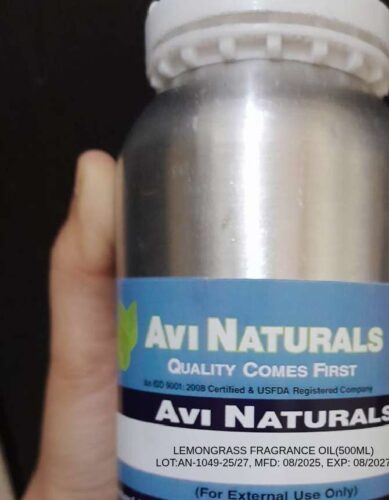 AVI NATURALS
QUALITY COMES FIRST
An ISO 9001: 2008 Certified & USFDA Registered Company
AVI NATURALS
LEMONGRASS FRAGRANCE OIL(500ML)
LOT:AN-1049-25/27, MFD: 08/2025, EXP: 08/2027
(For External Use Only)